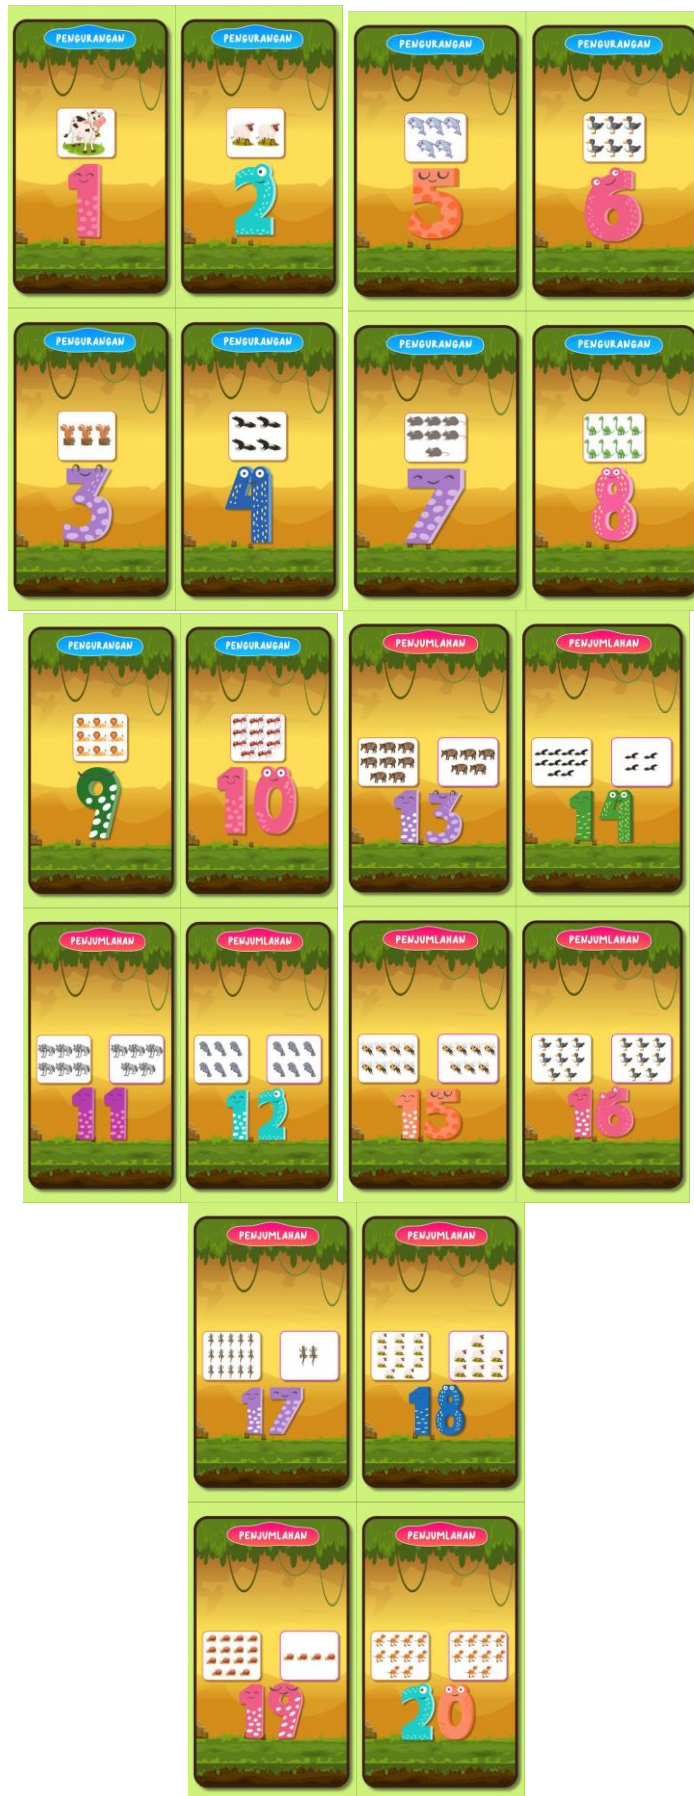 PENGURANGAN
1
PENGURANGAN
2
PENGURANGAN
5
PENGURANGAN
6
PENGURANGAN
3
PENGURANGAN
4
PENGURANGAN
7
PENGURANGAN
8
PENGURANGAN
9
PENGURANGAN
10
PENJUMLAHAN
13
PENJUMLAHAN
14
PENJUMLAHAN
11
PENJUMLAHAN
12
PENJUMLAHAN
15
PENJUMLAHAN
16
PENJUMLAHAN
17
PENJUMLAHAN
18
PENJUMLAHAN
19
PENJUMLAHAN
20